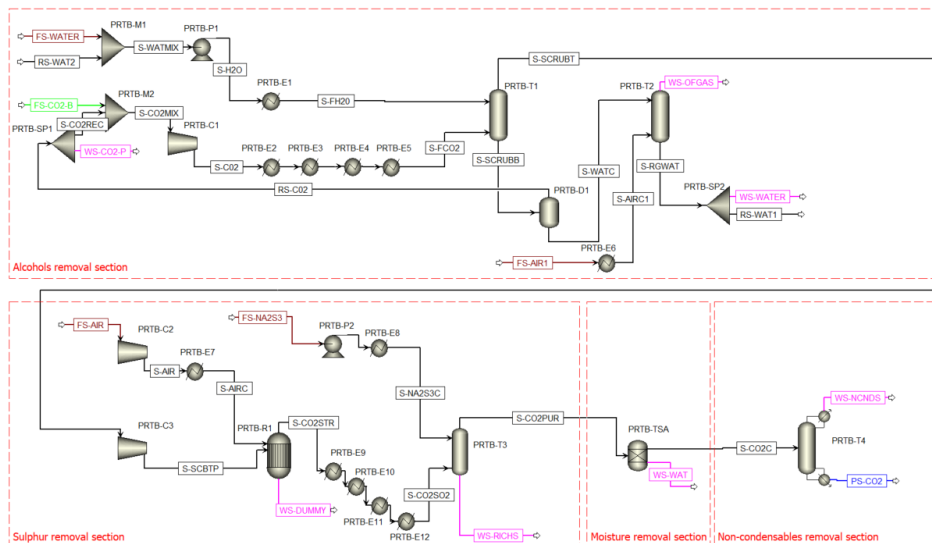 PRTB-M1
FS-WATER
PRTB-P1
S-WATMIX
RS-WAT2
S-H2O
PRTB-E1
S-FH20
S-SCRUBT
PRTB-T1
PRTB-T2
WS-OFGAS
FS-CO2-B
PRTB-M2
S-CO2REC
S-CO2MIX
PRTB-C1
PRTB-SP1
WS-CO2-P
PRTB-E2
PRTB-E3
PRTB-E4
PRTB-E5
S-C02
S-FCO2
S-SCRUBB
S-WATC
S-RGWAT
PRTB-SP2
RS-C02
S-AIRC1
WS-WATER
RS-WAT1
PRTB-D1
PRTB-E6
FS-AIR1
Alcohols removal section
FS-AIR
PRTB-C2
PRTB-E7
S-AIR
S-AIRC
FS-NA2S3
PRTB-P2
PRTB-E8
S-NA2S3C
S-CO2PUR
PRTB-T3
PRTB-TSA
S-CO2C
WS-WAT
WS-NCNDS
PRTB-T4
PS-CO2
PRTB-C3
PRTB-R1
S-CO2STR
S-SCBTP
PRTB-E9
PRTB-E10
PRTB-E11
PRTB-E12
S-CO2SO2
WS-DUMMY
WS-RICHS
Sulphur removal section
Moisture removal section
Non-condensables removal section